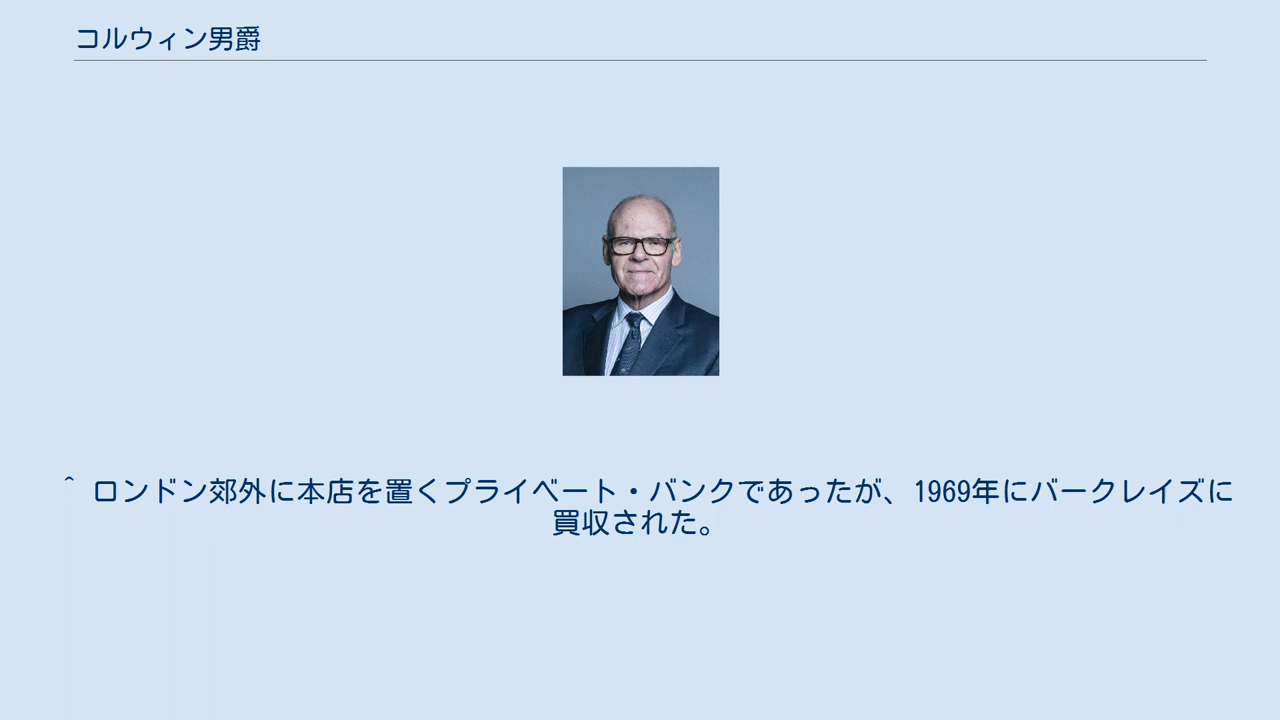 コルウィン男爵
^ ロンドン郊外に本店を置くプライベート・バンクであったが、1969年にバークレイズに
買収された。